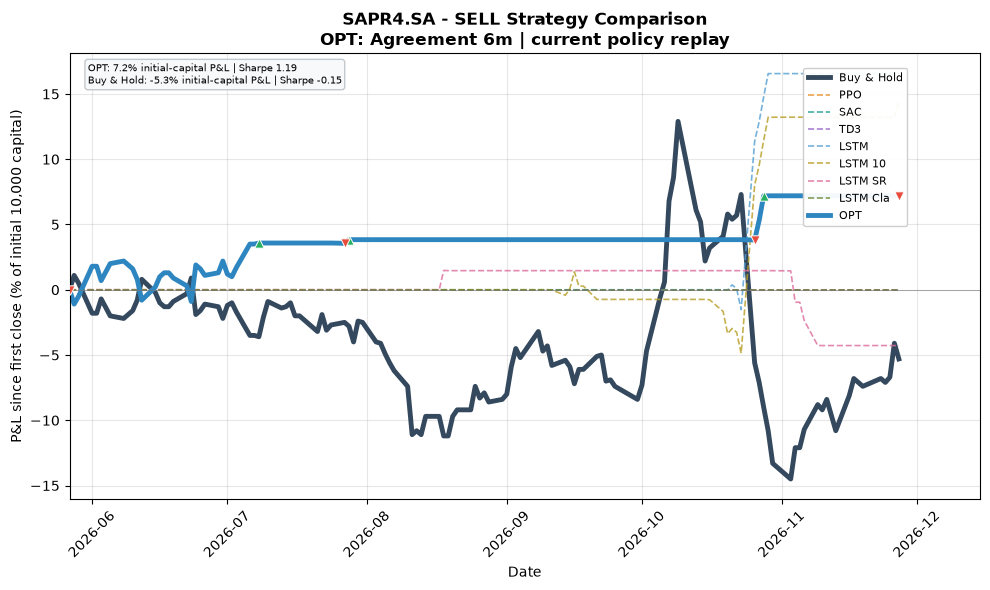 SAPR4.SA - SELL Strategy Comparison
OPT: Agreement 6m | current policy replay
OPT: 7.2% initial-capital P&L | Sharpe 1.19
Buy & Hold: -5.3% initial-capital P&L | Sharpe -0.15
Buy & Hold
PPO
SAC
TD3
LSTM
LSTM 10
LSTM SR
LSTM Cla
OPT
P&L since first close (% of initial 10,000 capital)
15
10
5
0
−5
−10
−15
2026-06
2026-07
2026-08
2026-09
2026-10
2026-11
2026-12
Date